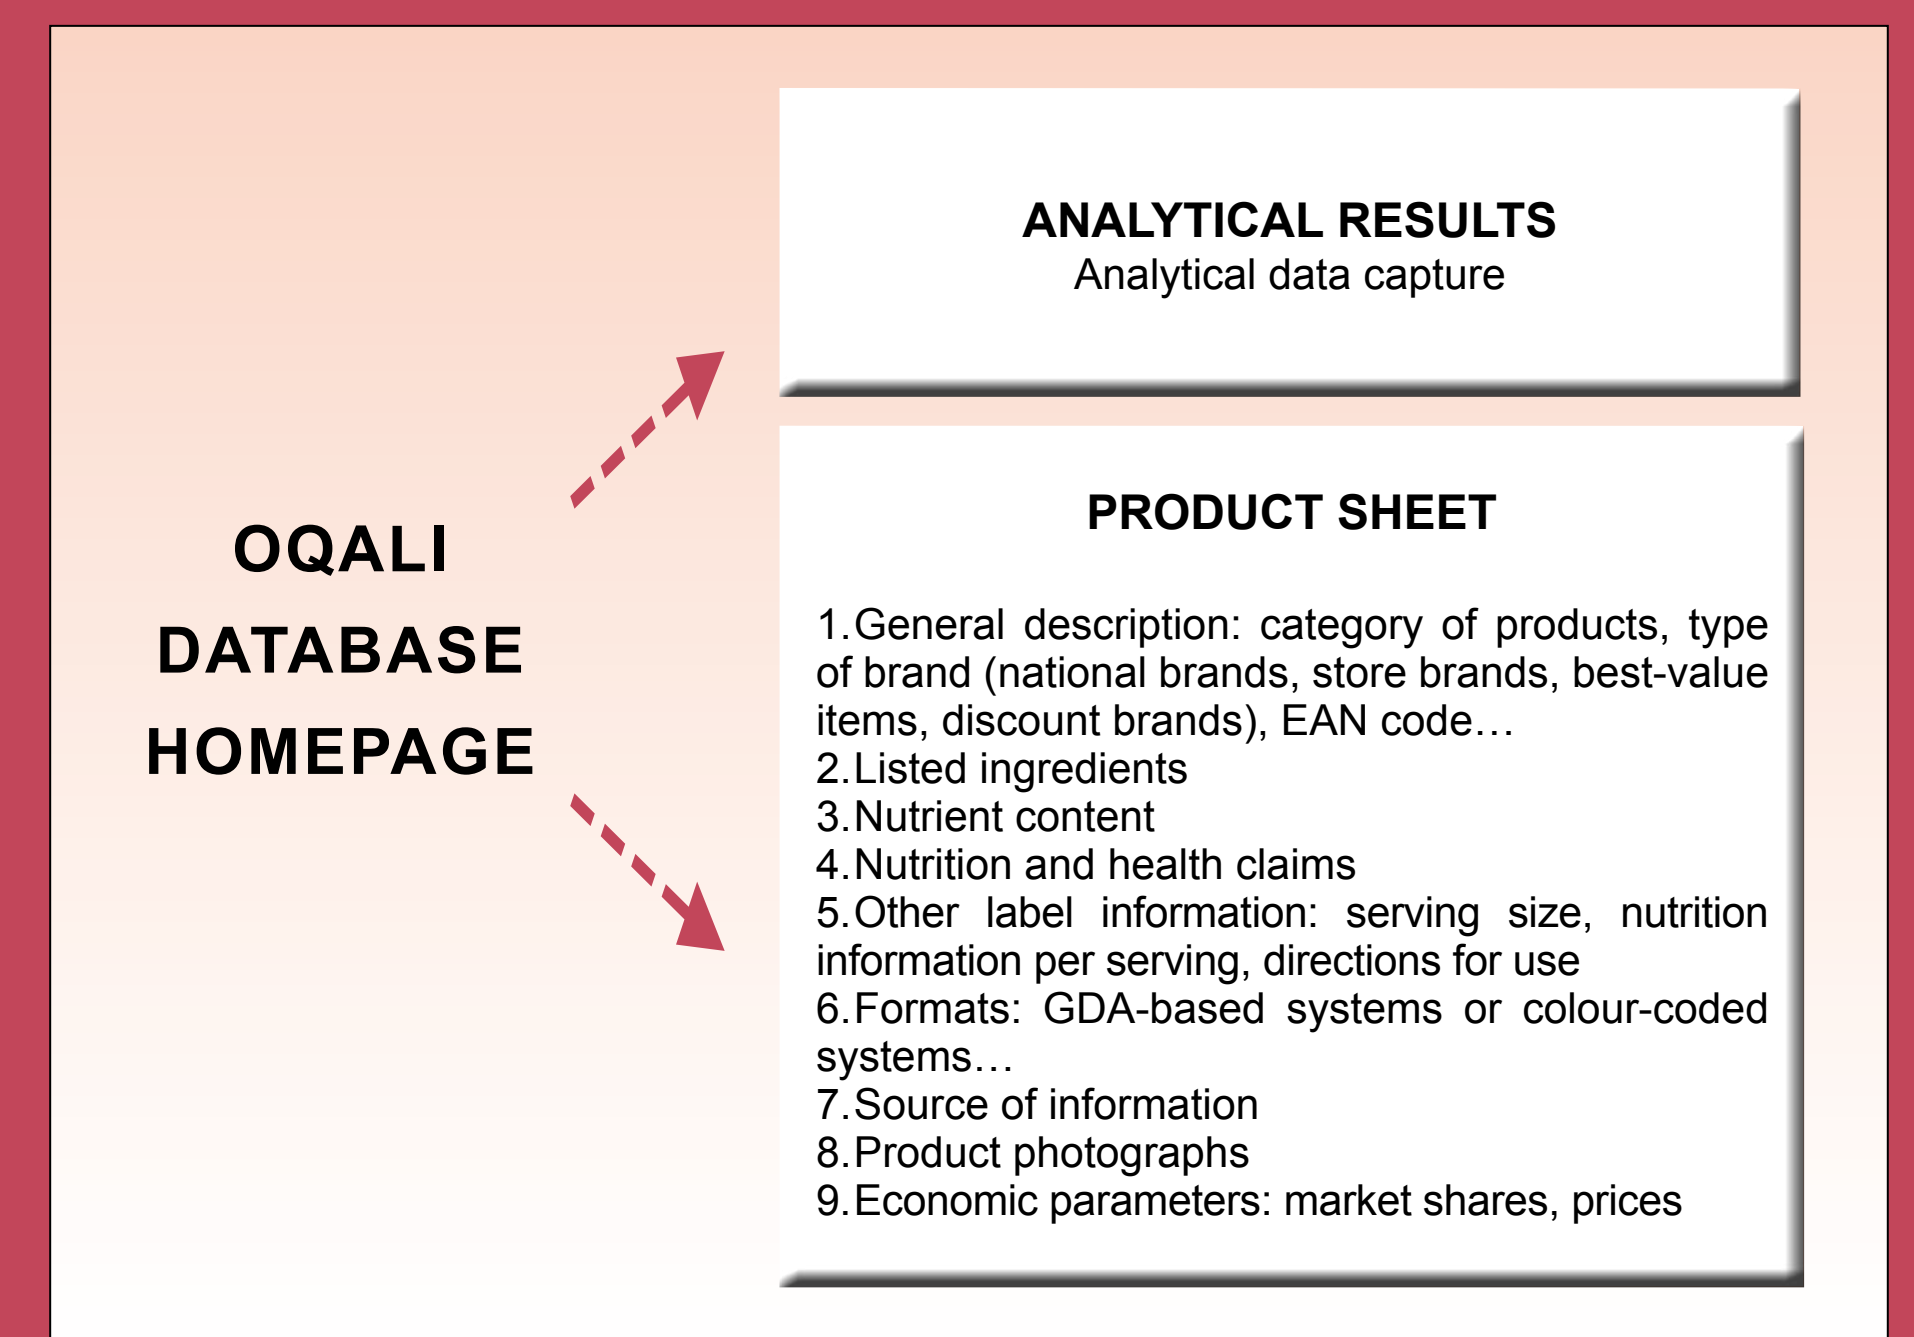 OQALI
DATABASE
HOMEPAGE
ANALYTICAL RESULTS
Analytical data capture
PRODUCT SHEET
1.General description: category of products, type
of brand (national brands, store brands, best-value
items, discount brands), EAN code…
2.Listed ingredients
3.Nutrient content
4.Nutrition and health claims
5.Other label information: serving size, nutrition
information per serving, directions for use
6.Formats: GDA-based systems or colour-coded
systems…
7.Source of information
8.Product photographs
9.Economic parameters: market shares, prices